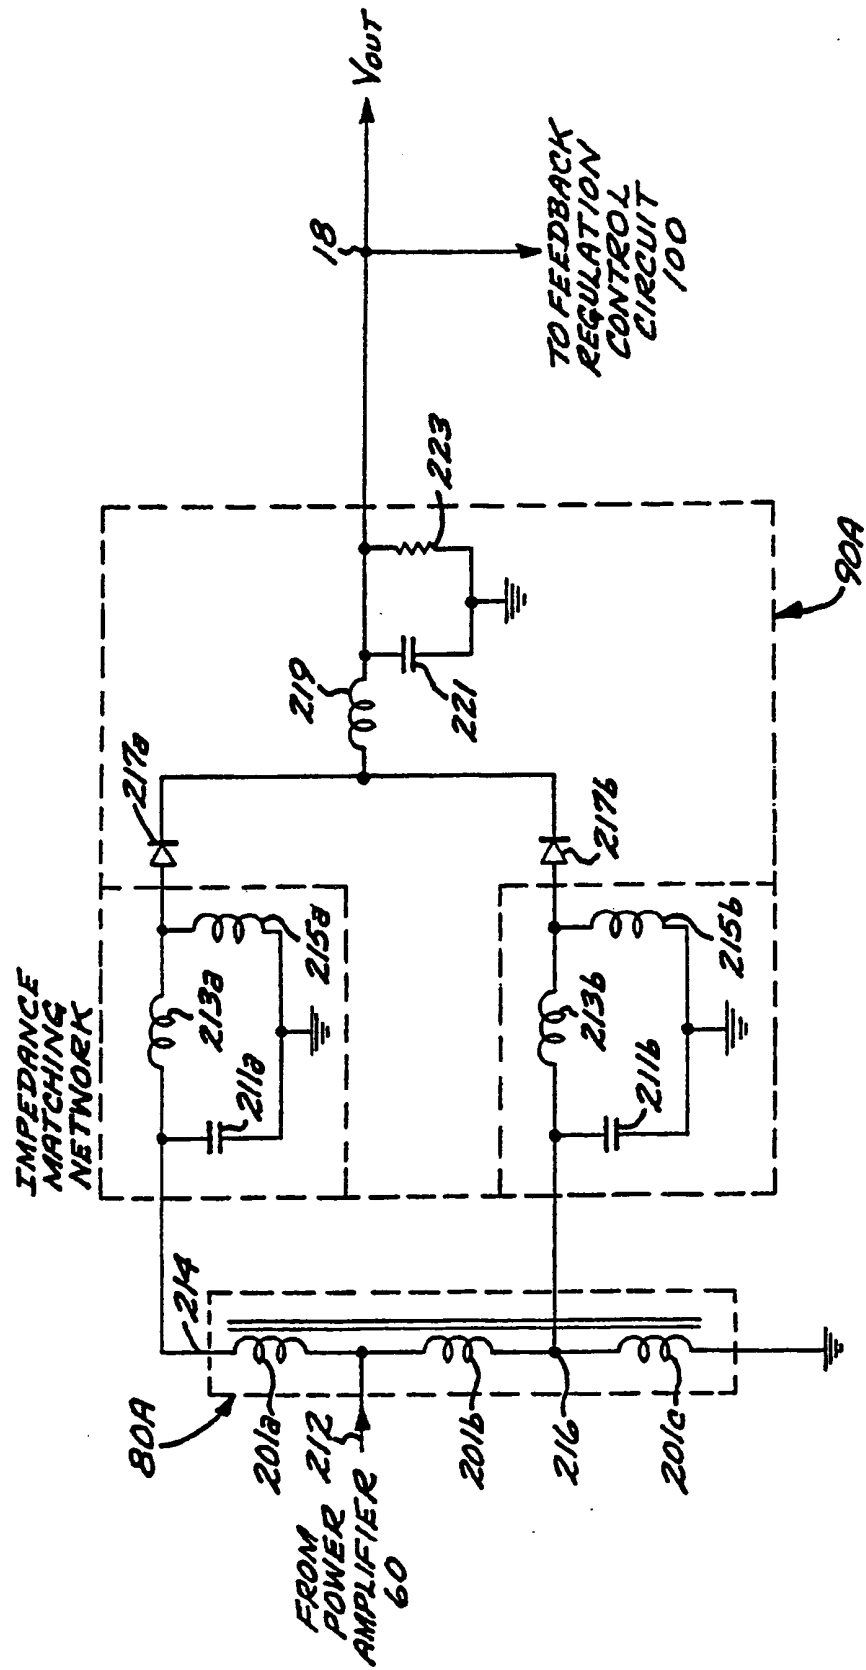 IMPEDANCE
MATCHING
NETWORK
80A
214
201a
FROM
POWER 212
AMPLIFIER
60
201b
216
201c
211a
213a
215a
217a
211b
213b
215b
217b
219
221
223
90A
18
VOUT
TO FEEDBACK
REGULATION
CONTROL
CIRCUIT
100